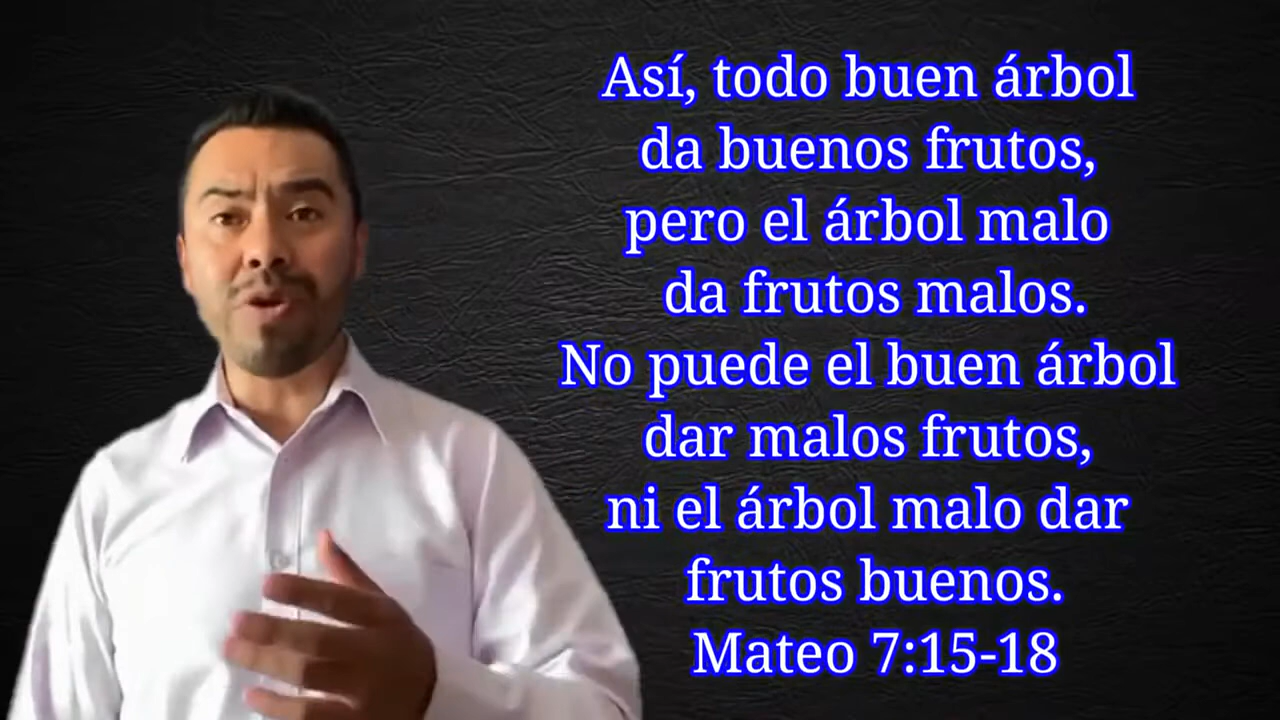 Así, todo buen árbol
da buenos frutos,
pero el árbol malo
da frutos malos.
No puede el buen árbol
dar malos frutos,
ni el árbol malo dar
frutos buenos.
Mateo 7:15-18